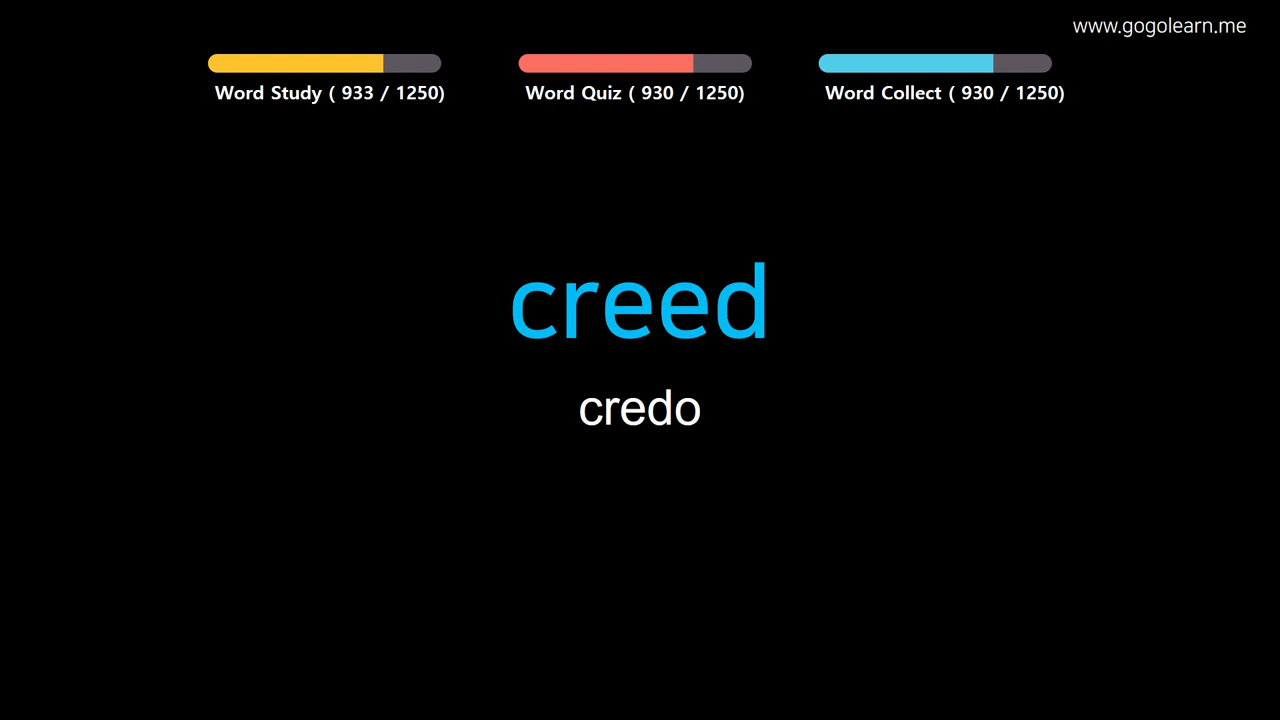 www.gogolearn.me
Word Study ( 933 / 1250)
Word Quiz ( 930 / 1250)
Word Collect ( 930 / 1250)
creed
credo